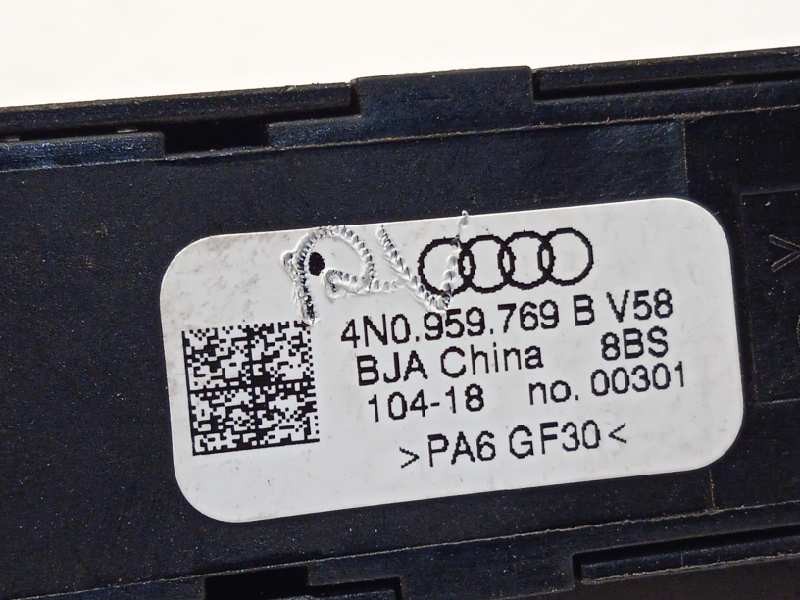 4N0.959.769 B V58
BJA China 8BS
104-18 no. 00301
>PA6 GF30<